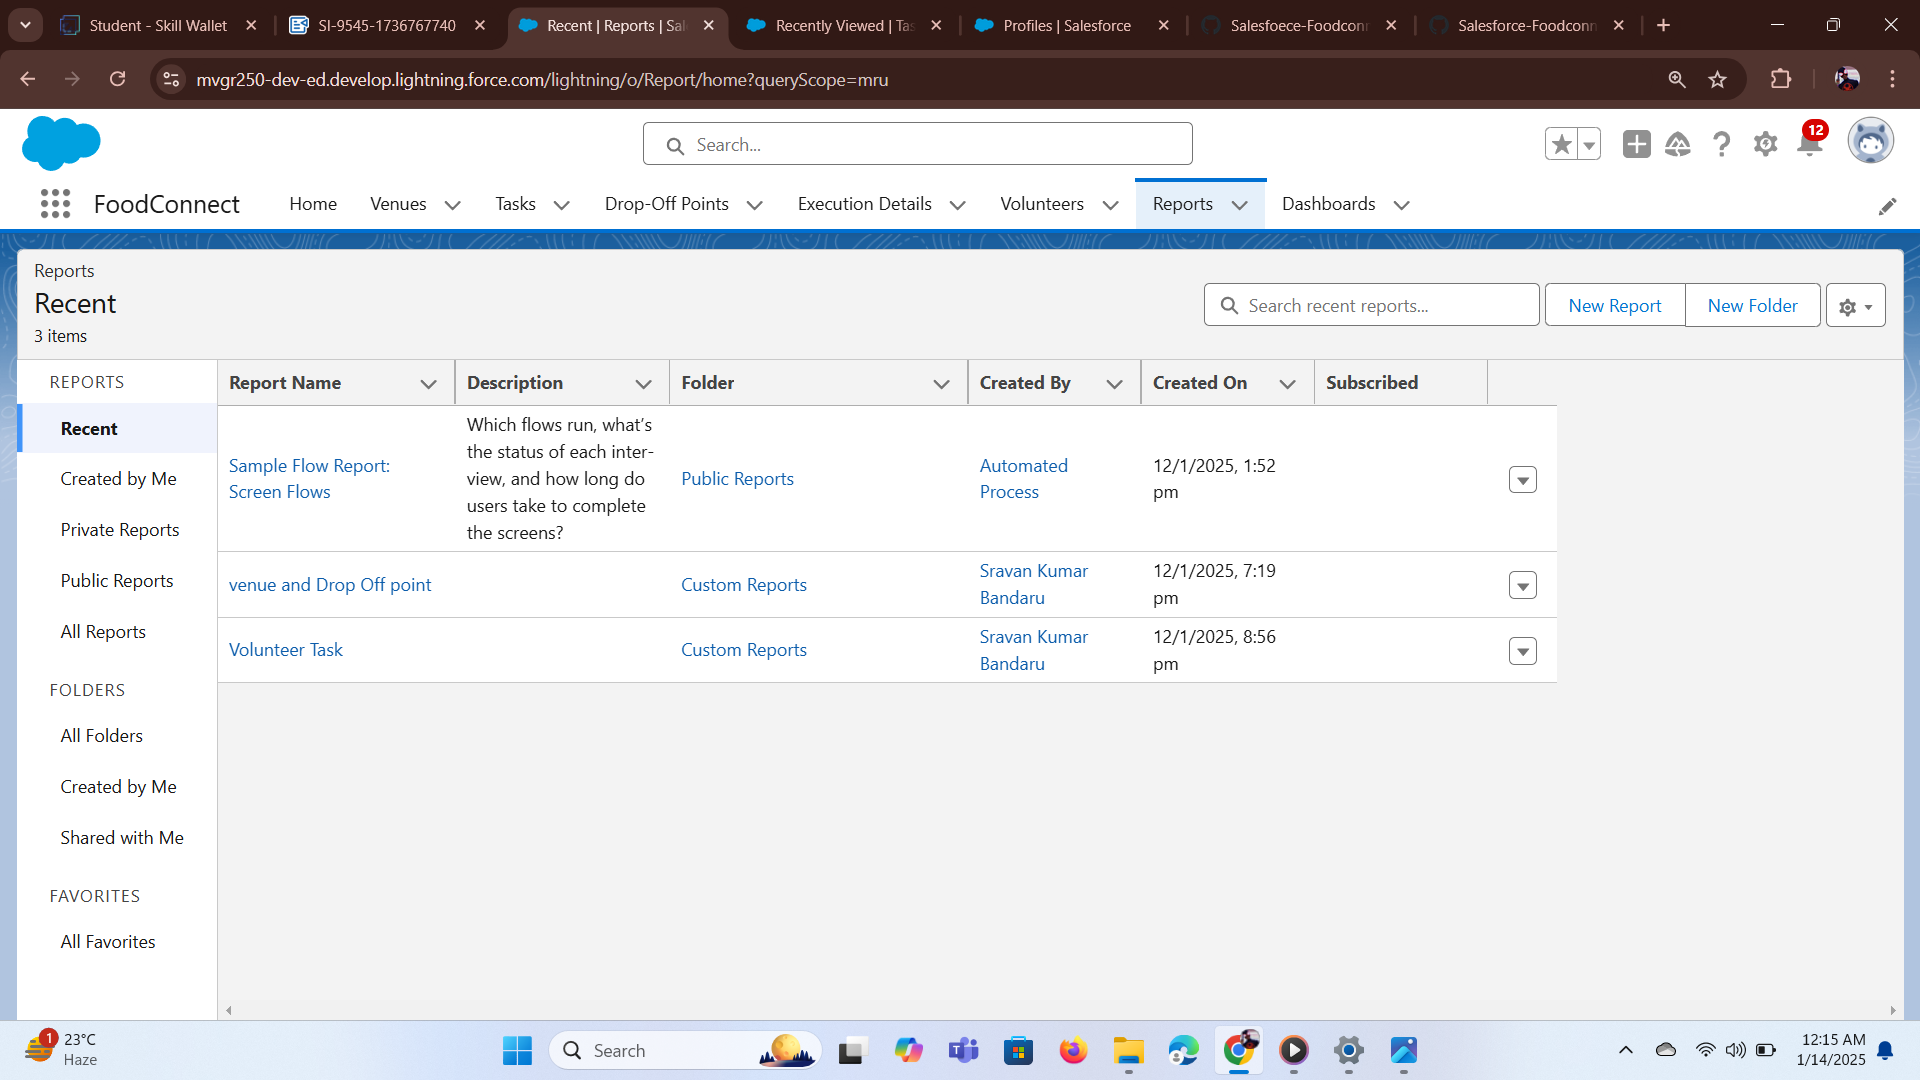 Student - Skill Wallet
SI-9545-1736767740
Recent | Reports | Sal
Recently Viewed | Tas
Profiles | Salesforce
Salesfoece-Foodconn
Salesforce-Foodconn
mvgr250-dev-ed.develop.lightning.force.com/lightning/o/Report/home?queryScope=mru
Search...
12
FoodConnect
Home
Venues
Tasks
Drop-Off Points
Execution Details
Volunteers
Reports
Dashboards
Reports
Recent
3 items
Search recent reports...
New Report
New Folder
REPORTS
Recent
Created by Me
Private Reports
Public Reports
All Reports
FOLDERS
All Folders
Created by Me
Shared with Me
FAVORITES
All Favorites
Report Name
Description
Folder
Created By
Created On
Subscribed
Sample Flow Report:
Screen Flows
Which flows run, what's
the status of each inter-
view, and how long do
users take to complete
the screens?
Public Reports
Automated
Process
12/1/2025, 1:52
pm
venue and Drop Off point
Custom Reports
Sravan Kumar
Bandaru
12/1/2025, 7:19
pm
Volunteer Task
Custom Reports
Sravan Kumar
Bandaru
12/1/2025, 8:56
pm
1
23°C
Haze
Search
12:15 AM
1/14/2025